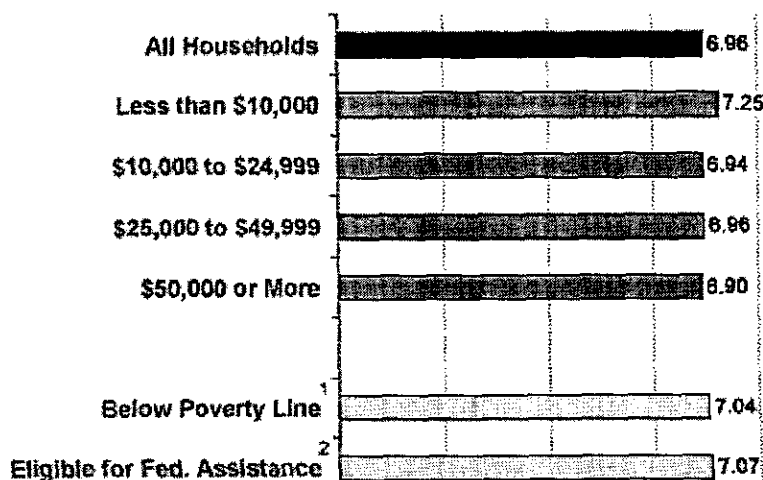 All Households 6.96
Less than $10,000 7.25
$10,000 to $24,999 6.94
$25,000 to $49,999 6.96
$50,000 or More 6.90
1
Below Poverty Line 7.04
2
Eligible for Fed. Assistance 7.07